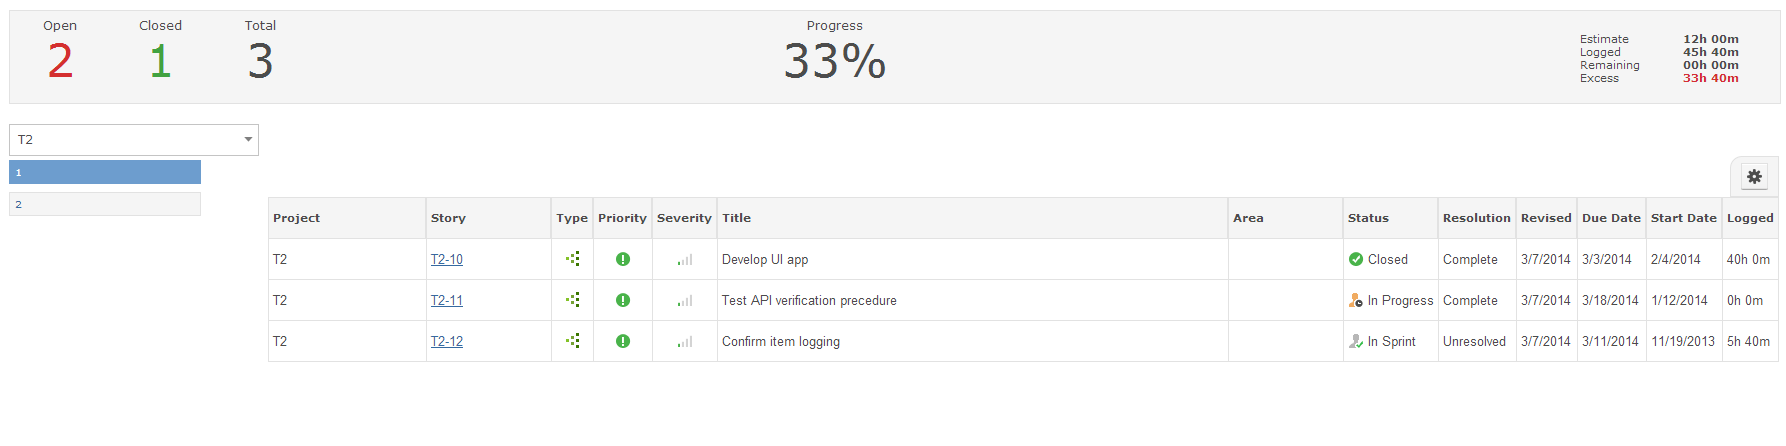 Open Closed Total Progress
2 1 3 33%
Estimate 12h 00m
Logged 45h 40m
Remaining 00h 00m
Excess 33h 40m
T2
1
2
Project Story Type Priority Severity Title Area Status Resolution Revised Due Date Start Date Logged
T2 T2-10 Develop UI app Closed Complete 3/7/2014 3/3/2014 2/4/2014 40h 0m
T2 T2-11 Test API verification precedure In Progress Complete 3/7/2014 3/18/2014 1/12/2014 0h 0m
T2 T2-12 Confirm item logging In Sprint Unresolved 3/7/2014 3/11/2014 11/19/2013 5h 40m